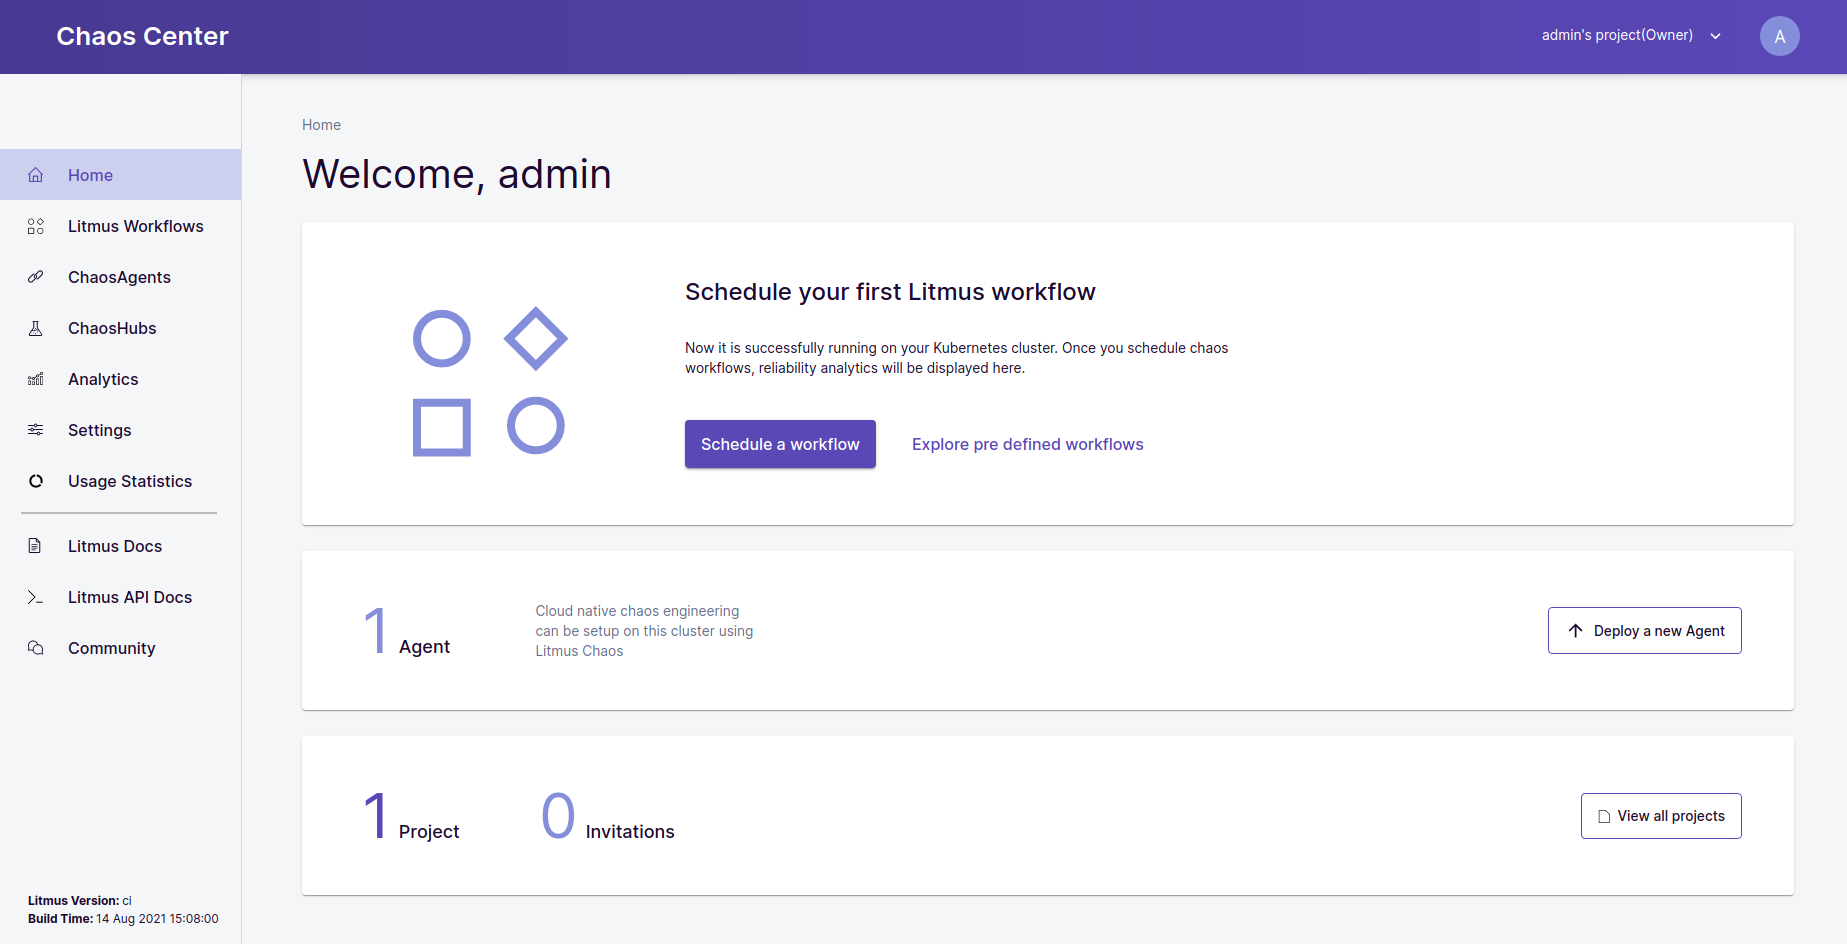 Chaos Center
admin's project(Owner)
A
Home
Litmus Workflows
ChaosAgents
ChaosHubs
Analytics
Settings
Usage Statistics
Litmus Docs
Litmus API Docs
Community
Litmus Version: ci
Build Time: 14 Aug 2021 15:08:00
Home
Welcome, admin
Schedule your first Litmus workflow
Now it is successfully running on your Kubernetes cluster. Once you schedule chaos
workflows, reliability analytics will be displayed here.
Schedule a workflow
Explore pre defined workflows
1 Agent
Cloud native chaos engineering
can be setup on this cluster using
Litmus Chaos
Deploy a new Agent
1 Project
0 Invitations
View all projects